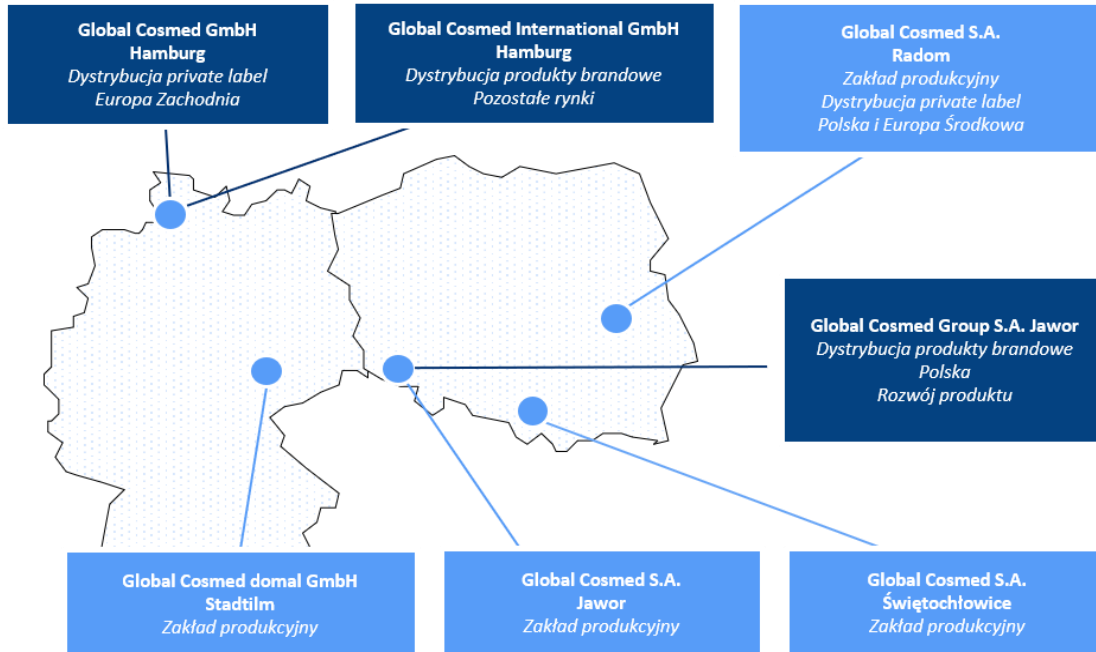 Global Cosmed GmbH
Hamburg
Dystrybucja private label
Europa Zachodnia
Global Cosmed International GmbH
Hamburg
Dystrybucja produkty brandowe
Pozostałe rynki
Global Cosmed S.A.
Radom
Zakład produkcyjny
Dystrybucja private label
Polska i Europa Środkowa
Global Cosmed Group S.A. Jawor
Dystrybucja produkty brandowe
Polska
Rozwój produktu
Global Cosmed domal GmbH
Stadtilm
Zakład produkcyjny
Global Cosmed S.A.
Jawor
Zakład produkcyjny
Global Cosmed S.A.
Świętochłowice
Zakład produkcyjny